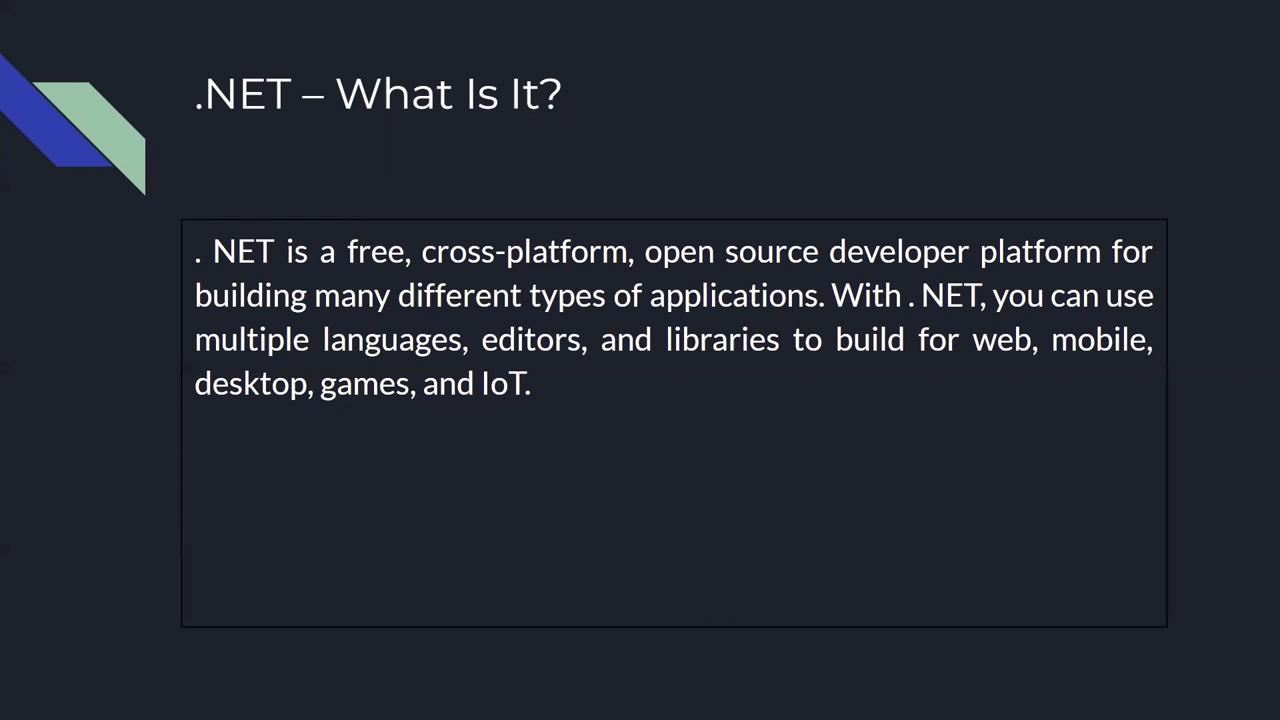 .NET – What Is It?
. NET is a free, cross-platform, open source developer platform for
building many different types of applications. With . NET, you can use
multiple languages, editors, and libraries to build for web, mobile,
desktop, games, and IoT.